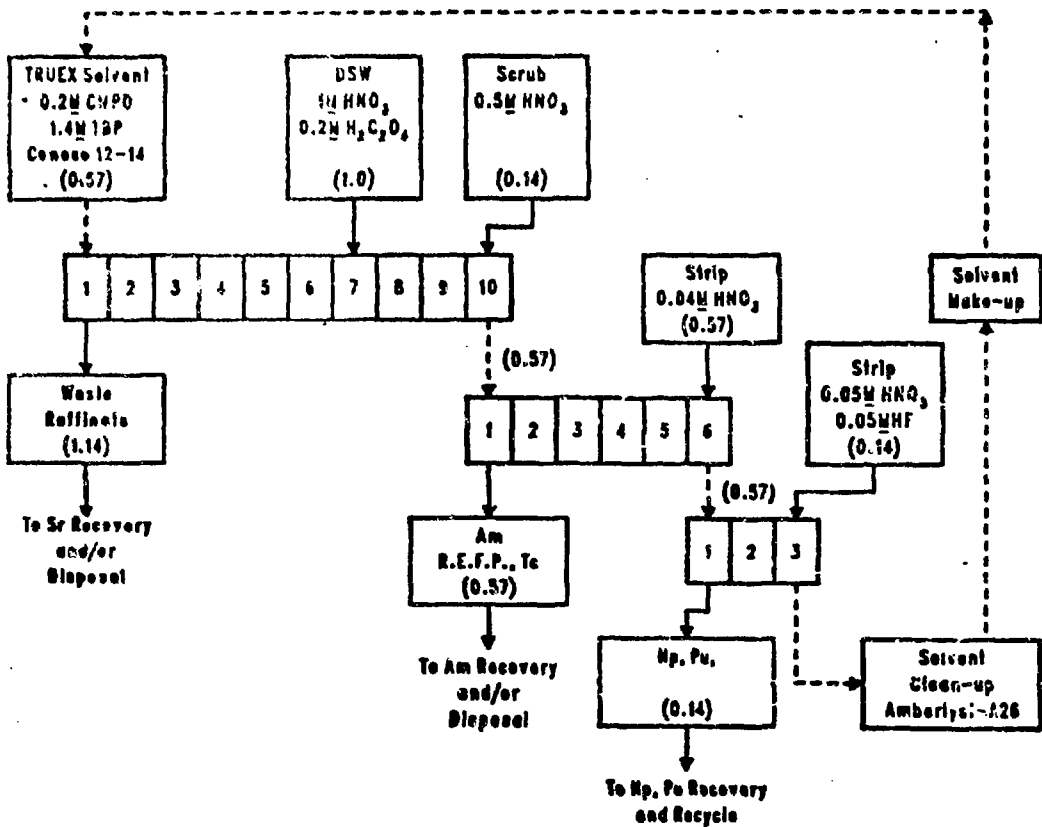 TRUEX Solvent
0.2M CMPO
1.4M TBP
Conoco 12-14
(0.57)
DSW
1M HNO₃
0.2M H₂C₂O₄
(1.0)
Scrub
0.5M HNO₃
(0.14)
1 2 3 4 5 6 7 8 9 10
Waste
Raffinate
(1.14)
To Sr Recovery
and/or
Disposal
(0.57)
Strip
0.04M HNO₃
(0.57)
1 2 3 4 5 6
Am
R.E.F.P., Tc
(0.57)
To Am Recovery
and/or
Disposal
(0.57)
Strip
0.05M HNO₃
0.05M HF
(0.14)
1 2 3
Np, Pu,
(0.14)
To Np, Pu Recovery
and Recycle
Solvent
Clean-up
Amberlyst-A26
Solvent
Make-up